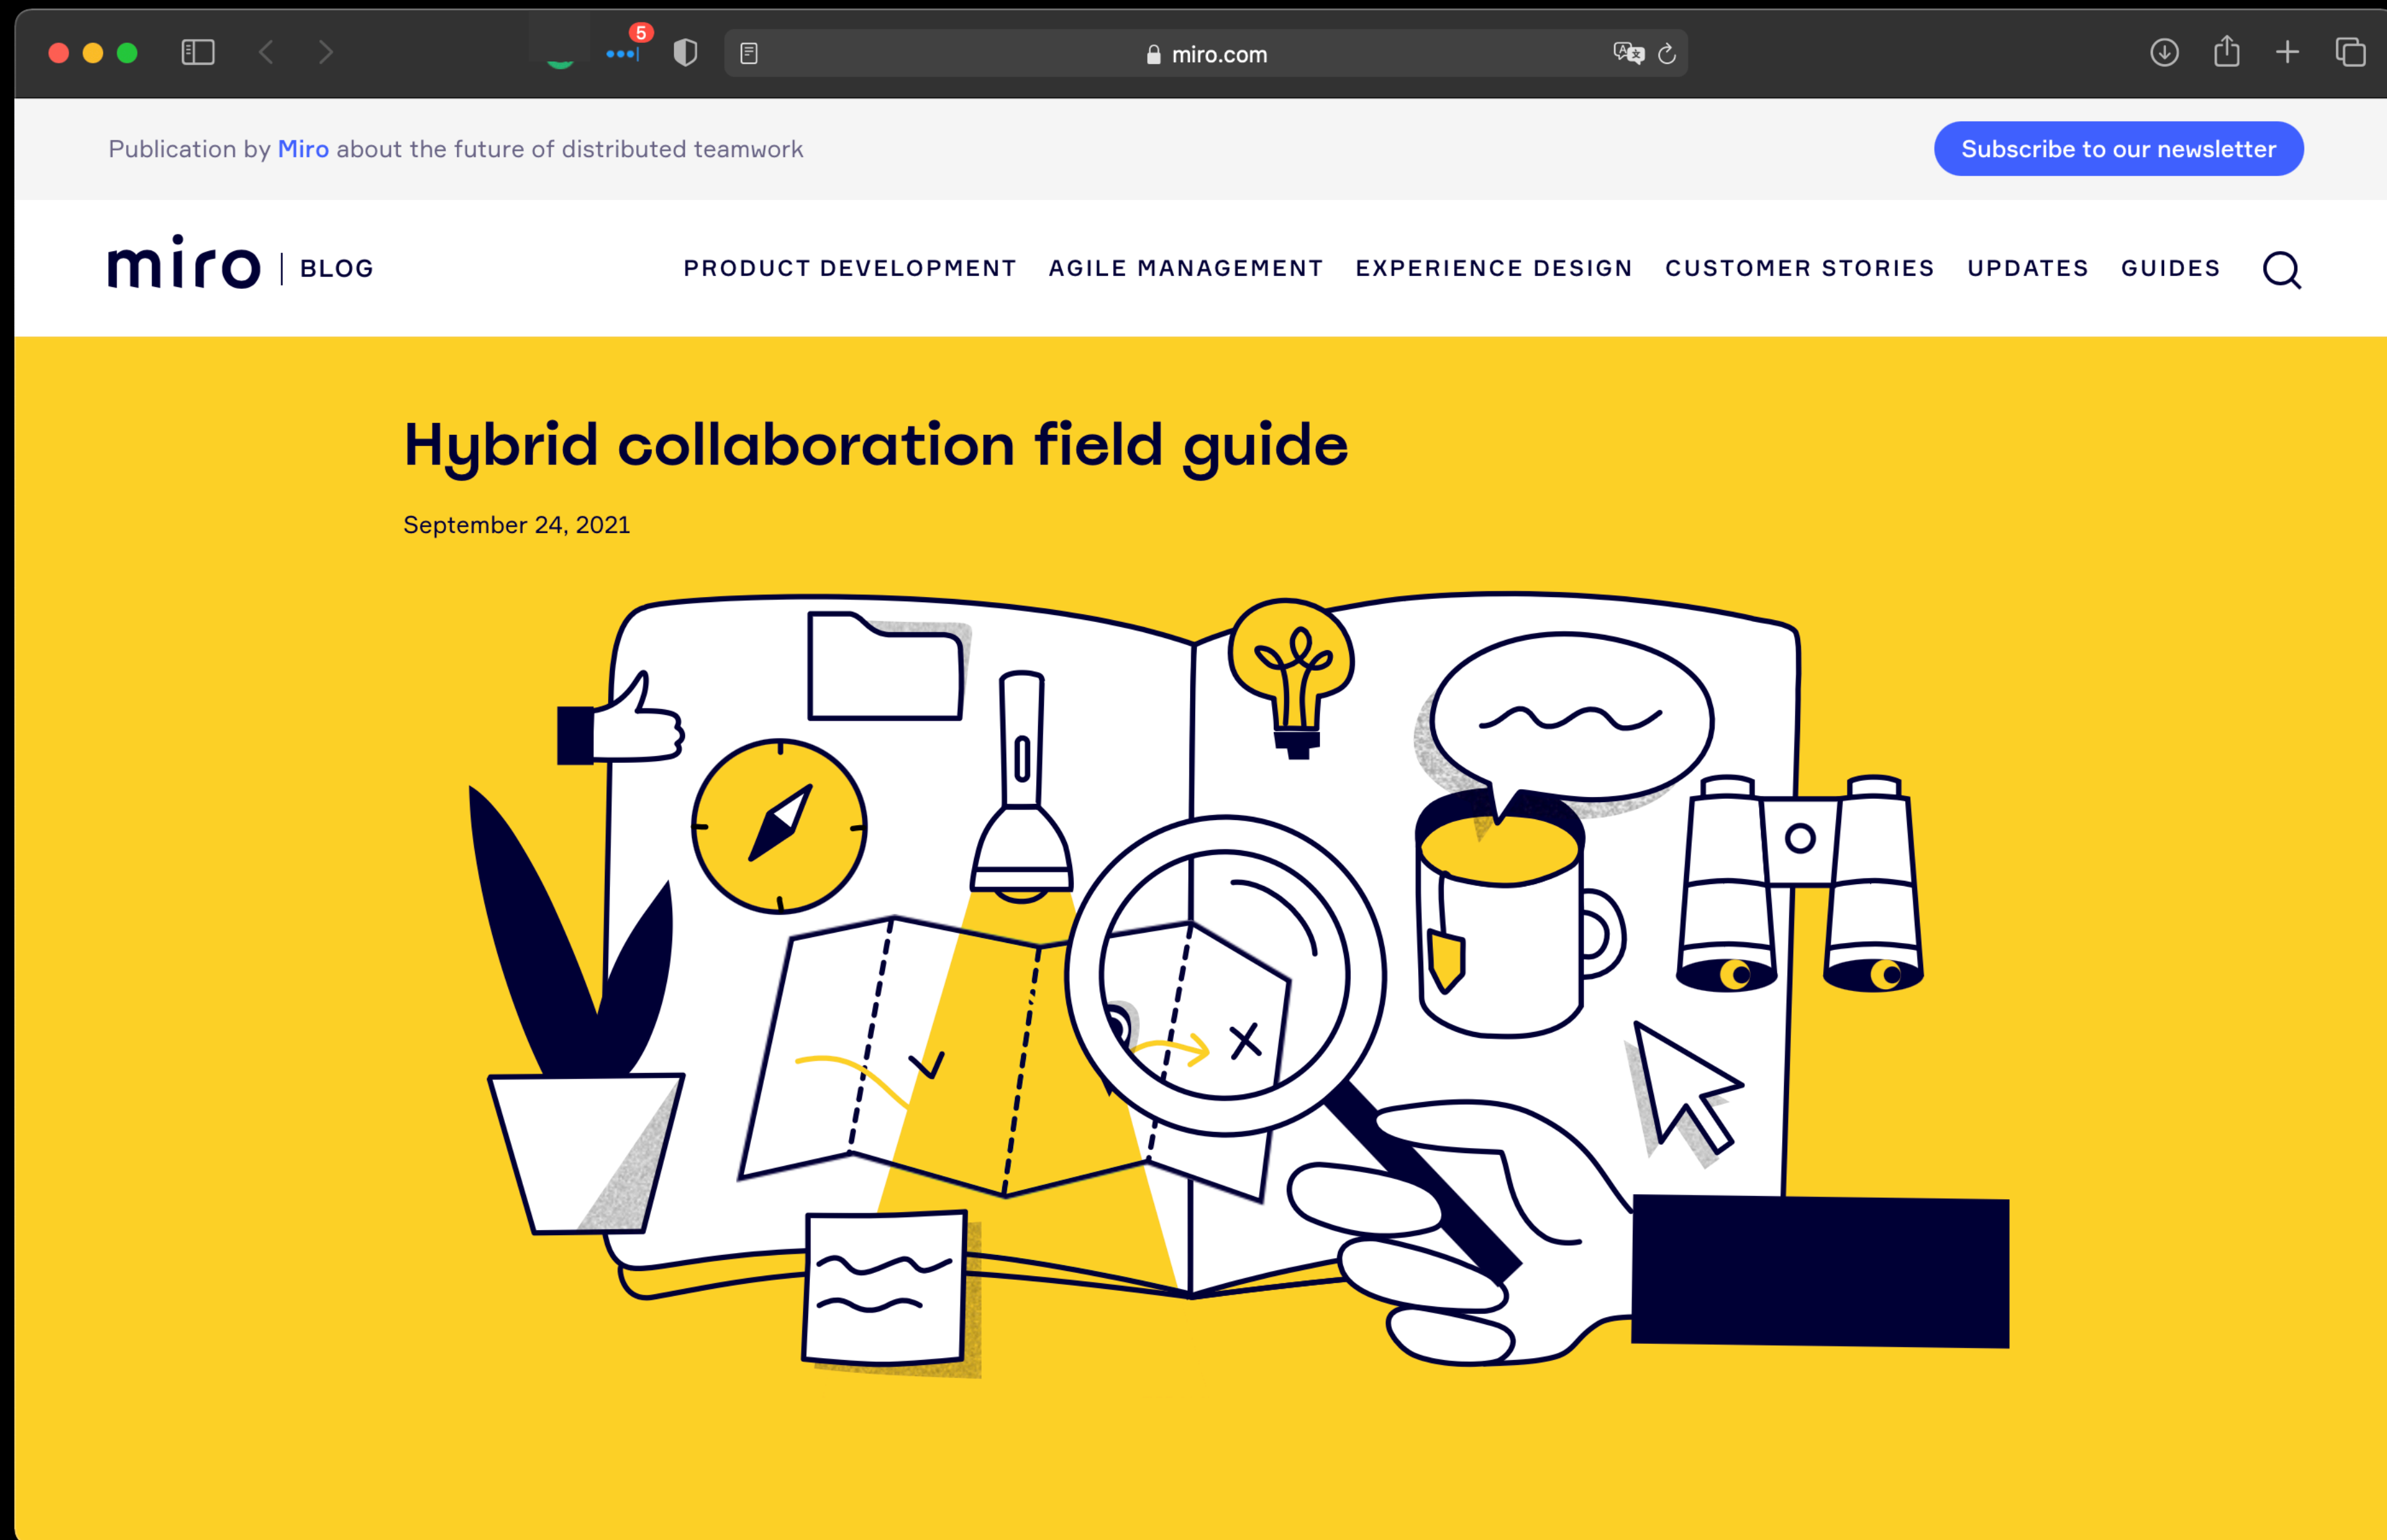 5
miro.com
Publication by Miro about the future of distributed teamwork
Subscribe to our newsletter
miro | BLOG
PRODUCT DEVELOPMENT AGILE MANAGEMENT EXPERIENCE DESIGN CUSTOMER STORIES UPDATES GUIDES
Hybrid collaboration field guide
September 24, 2021